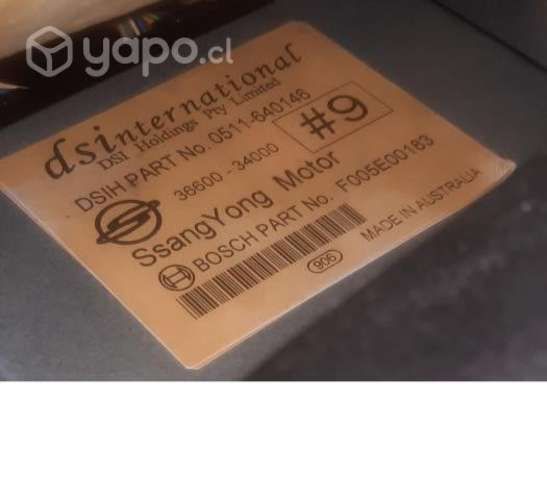 yapo.cl
dsinternational
DSI Holdings Pty Limited
DSIH PART No. 0511-640146
36600 - 34000
#9
SsangYong Motor
BOSCH PART No. F005E00183
906
MADE IN AUSTRALIA